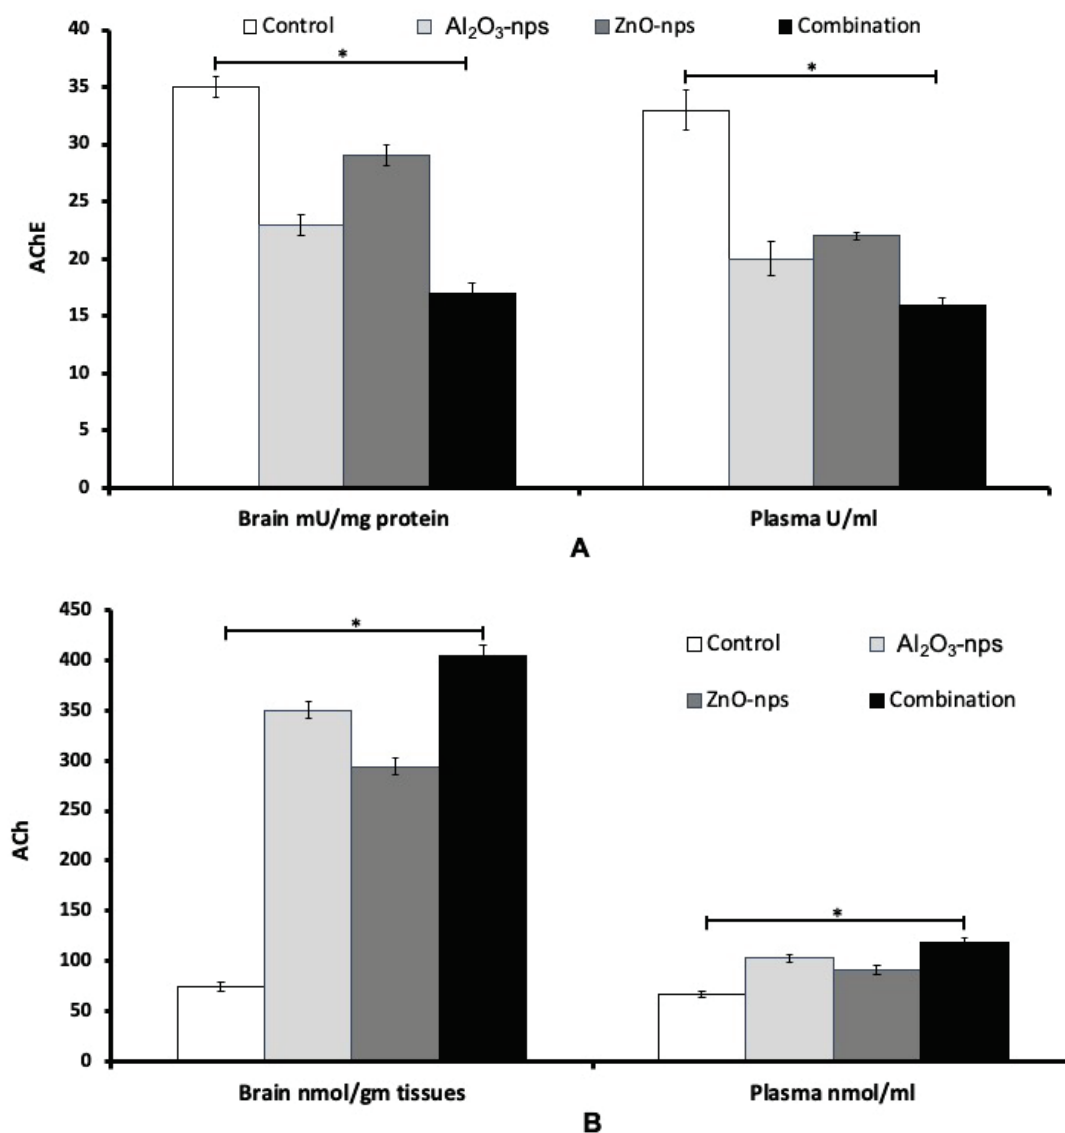 Control Al₂O₃-nps ZnO-nps Combination
40
35
30
25
20
15
10
5
0
AChE
*
*
Brain mU/mg protein Plasma U/ml
A
450
400
350
300
250
200
150
100
50
0
ACh
*
*
Control Al₂O₃-nps
ZnO-nps Combination
Brain nmol/gm tissues Plasma nmol/ml
B